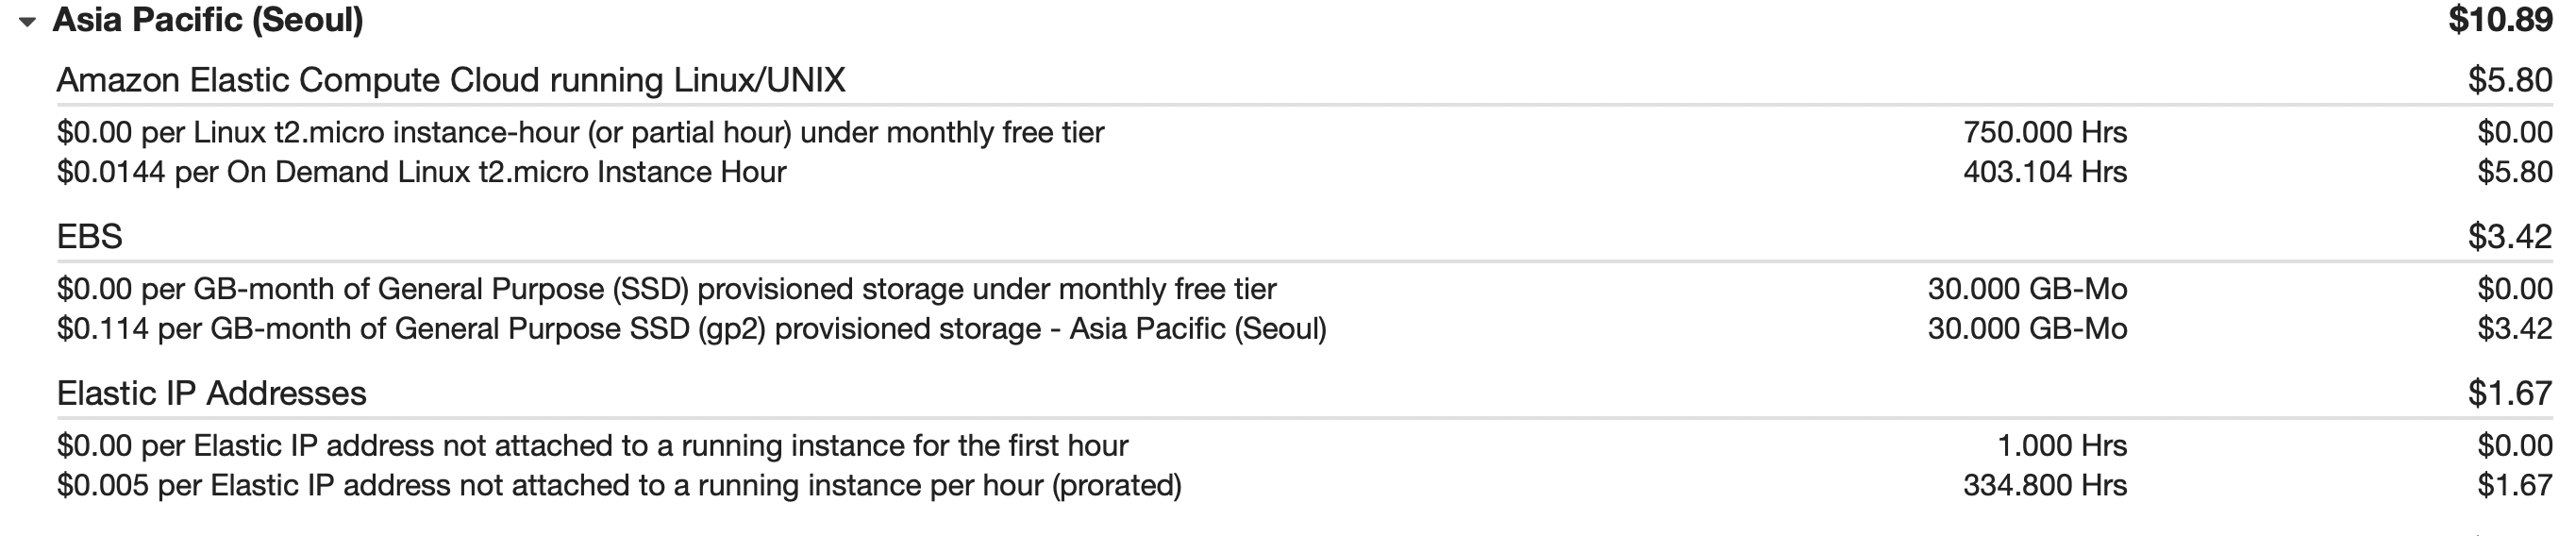 Asia Pacific (Seoul) $10.89
Amazon Elastic Compute Cloud running Linux/UNIX $5.80
$0.00 per Linux t2.micro instance-hour (or partial hour) under monthly free tier 750.000 Hrs $0.00
$0.0144 per On Demand Linux t2.micro Instance Hour 403.104 Hrs $5.80
EBS $3.42
$0.00 per GB-month of General Purpose (SSD) provisioned storage under monthly free tier 30.000 GB-Mo $0.00
$0.114 per GB-month of General Purpose SSD (gp2) provisioned storage - Asia Pacific (Seoul) 30.000 GB-Mo $3.42
Elastic IP Addresses $1.67
$0.00 per Elastic IP address not attached to a running instance for the first hour 1.000 Hrs $0.00
$0.005 per Elastic IP address not attached to a running instance per hour (prorated) 334.800 Hrs $1.67